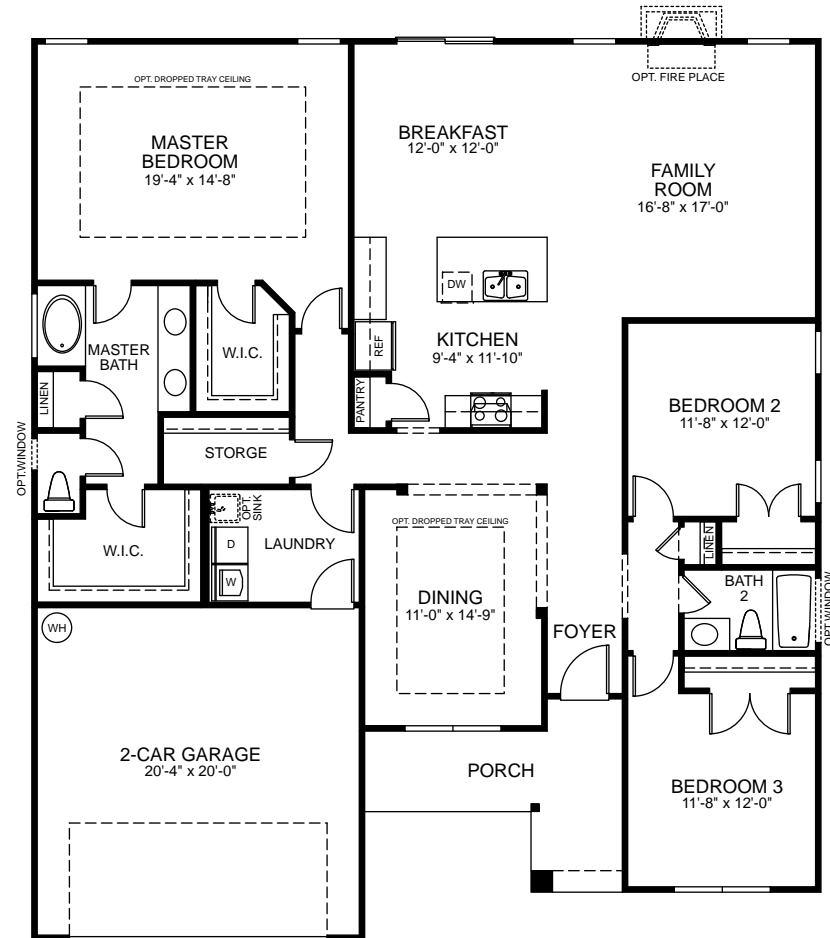 OPT. FIRE PLACE
OPT. DROPPED TRAY CEILING
MASTER
BEDROOM
19'-4" x 14'-8"
BREAKFAST
12'-0" x 12'-0"
FAMILY
ROOM
16'-8" x 17'-0"
DW
MASTER
BATH
W.I.C.
REF
KITCHEN
9'-4" x 11'-10"
LINEN
PANTRY
BEDROOM 2
11'-8" x 12'-0"
OPT.WINDOW
STORGE
OPT.
SINK
W.I.C.
D
LAUNDRY
W
OPT. DROPPED TRAY CEILING
LINEN
DINING
11'-0" x 14'-9"
BATH
2
OPT.WINDOW
WH
FOYER
2-CAR GARAGE
20'-4" x 20'-0"
PORCH
BEDROOM 3
11'-8" x 12'-0"